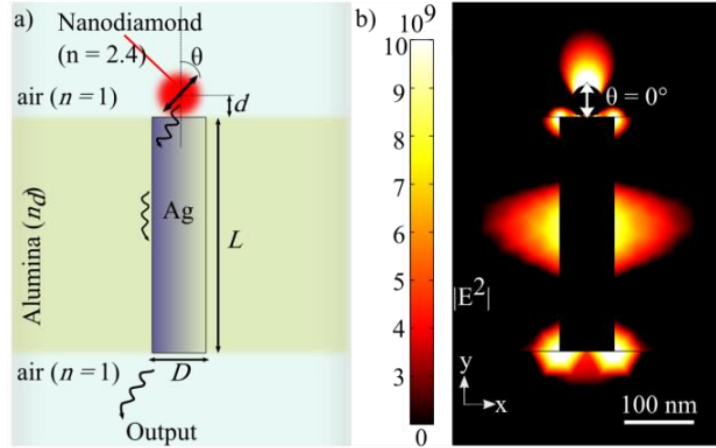 a)
Nanodiamond
(n = 2.4)
θ
air (n = 1)
d
Alumina (nd)
Ag
L
air (n = 1)
D
Output
b)
10^9
10
9
8
7
6
5
4
3
0
θ = 0°
|E^2|
y
x
100 nm